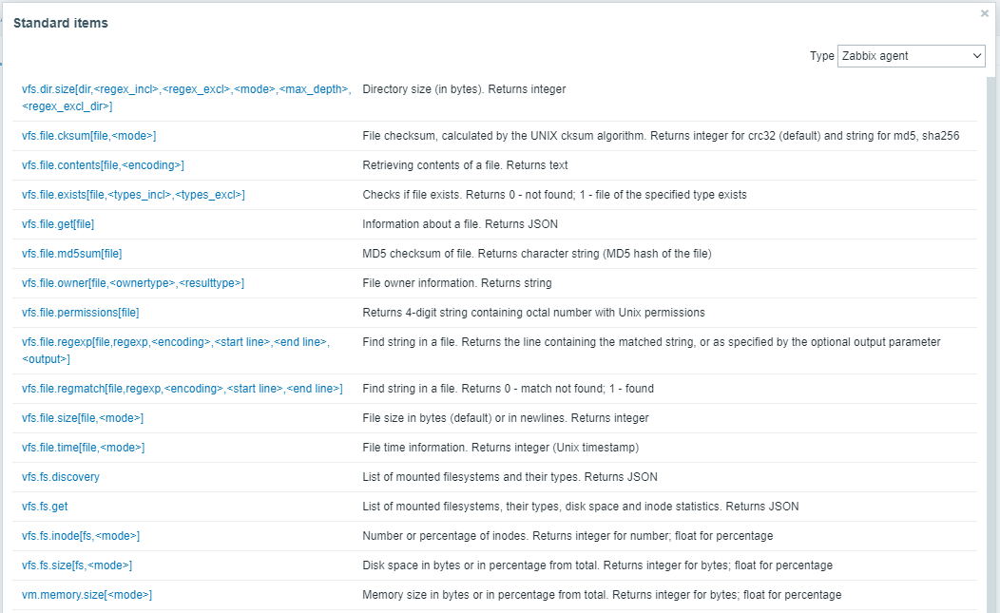 Standard items
×
Type Zabbix agent
vfs.dir.size[dir,<regex_incl>,<regex_excl>,<mode>,<max_depth>, Directory size (in bytes). Returns integer
<regex_excl_dir>]
vfs.file.cksum[file,<mode>] File checksum, calculated by the UNIX cksum algorithm. Returns integer for crc32 (default) and string for md5, sha256
vfs.file.contents[file,<encoding>] Retrieving contents of a file. Returns text
vfs.file.exists[file,<types_incl>,<types_excl>] Checks if file exists. Returns 0 - not found; 1 - file of the specified type exists
vfs.file.get[file] Information about a file. Returns JSON
vfs.file.md5sum[file] MD5 checksum of file. Returns character string (MD5 hash of the file)
vfs.file.owner[file,<ownertype>,<resulttype>] File owner information. Returns string
vfs.file.permissions[file] Returns 4-digit string containing octal number with Unix permissions
vfs.file.regexp[file,regexp,<encoding>,<start line>,<end line>, Find string in a file. Returns the line containing the matched string, or as specified by the optional output parameter
<output>]
vfs.file.regmatch[file,regexp,<encoding>,<start line>,<end line>] Find string in a file. Returns 0 - match not found; 1 - found
vfs.file.size[file,<mode>] File size in bytes (default) or in newlines. Returns integer
vfs.file.time[file,<mode>] File time information. Returns integer (Unix timestamp)
vfs.fs.discovery List of mounted filesystems and their types. Returns JSON
vfs.fs.get List of mounted filesystems, their types, disk space and inode statistics. Returns JSON
vfs.fs.inode[fs,<mode>] Number or percentage of inodes. Returns integer for number; float for percentage
vfs.fs.size[fs,<mode>] Disk space in bytes or in percentage from total. Returns integer for bytes; float for percentage
vm.memory.size[<mode>] Memory size in bytes or in percentage from total. Returns integer for bytes; float for percentage